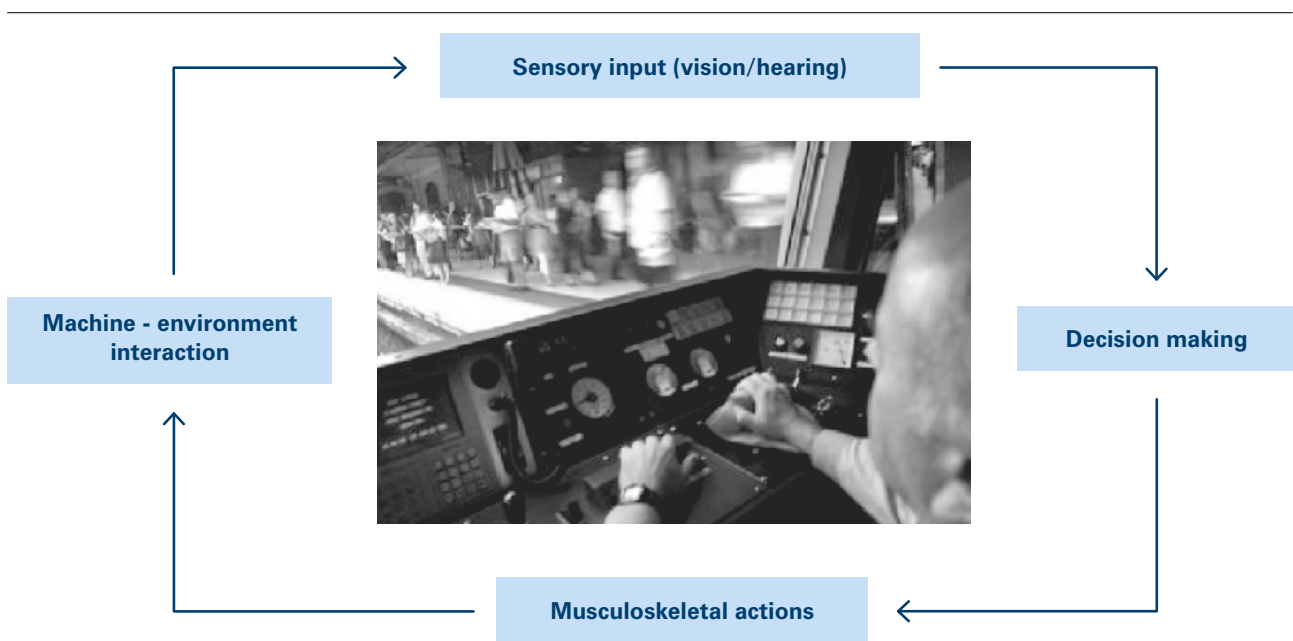 Sensory input (vision/hearing)
Machine - environment
interaction
Decision making
Musculoskeletal actions